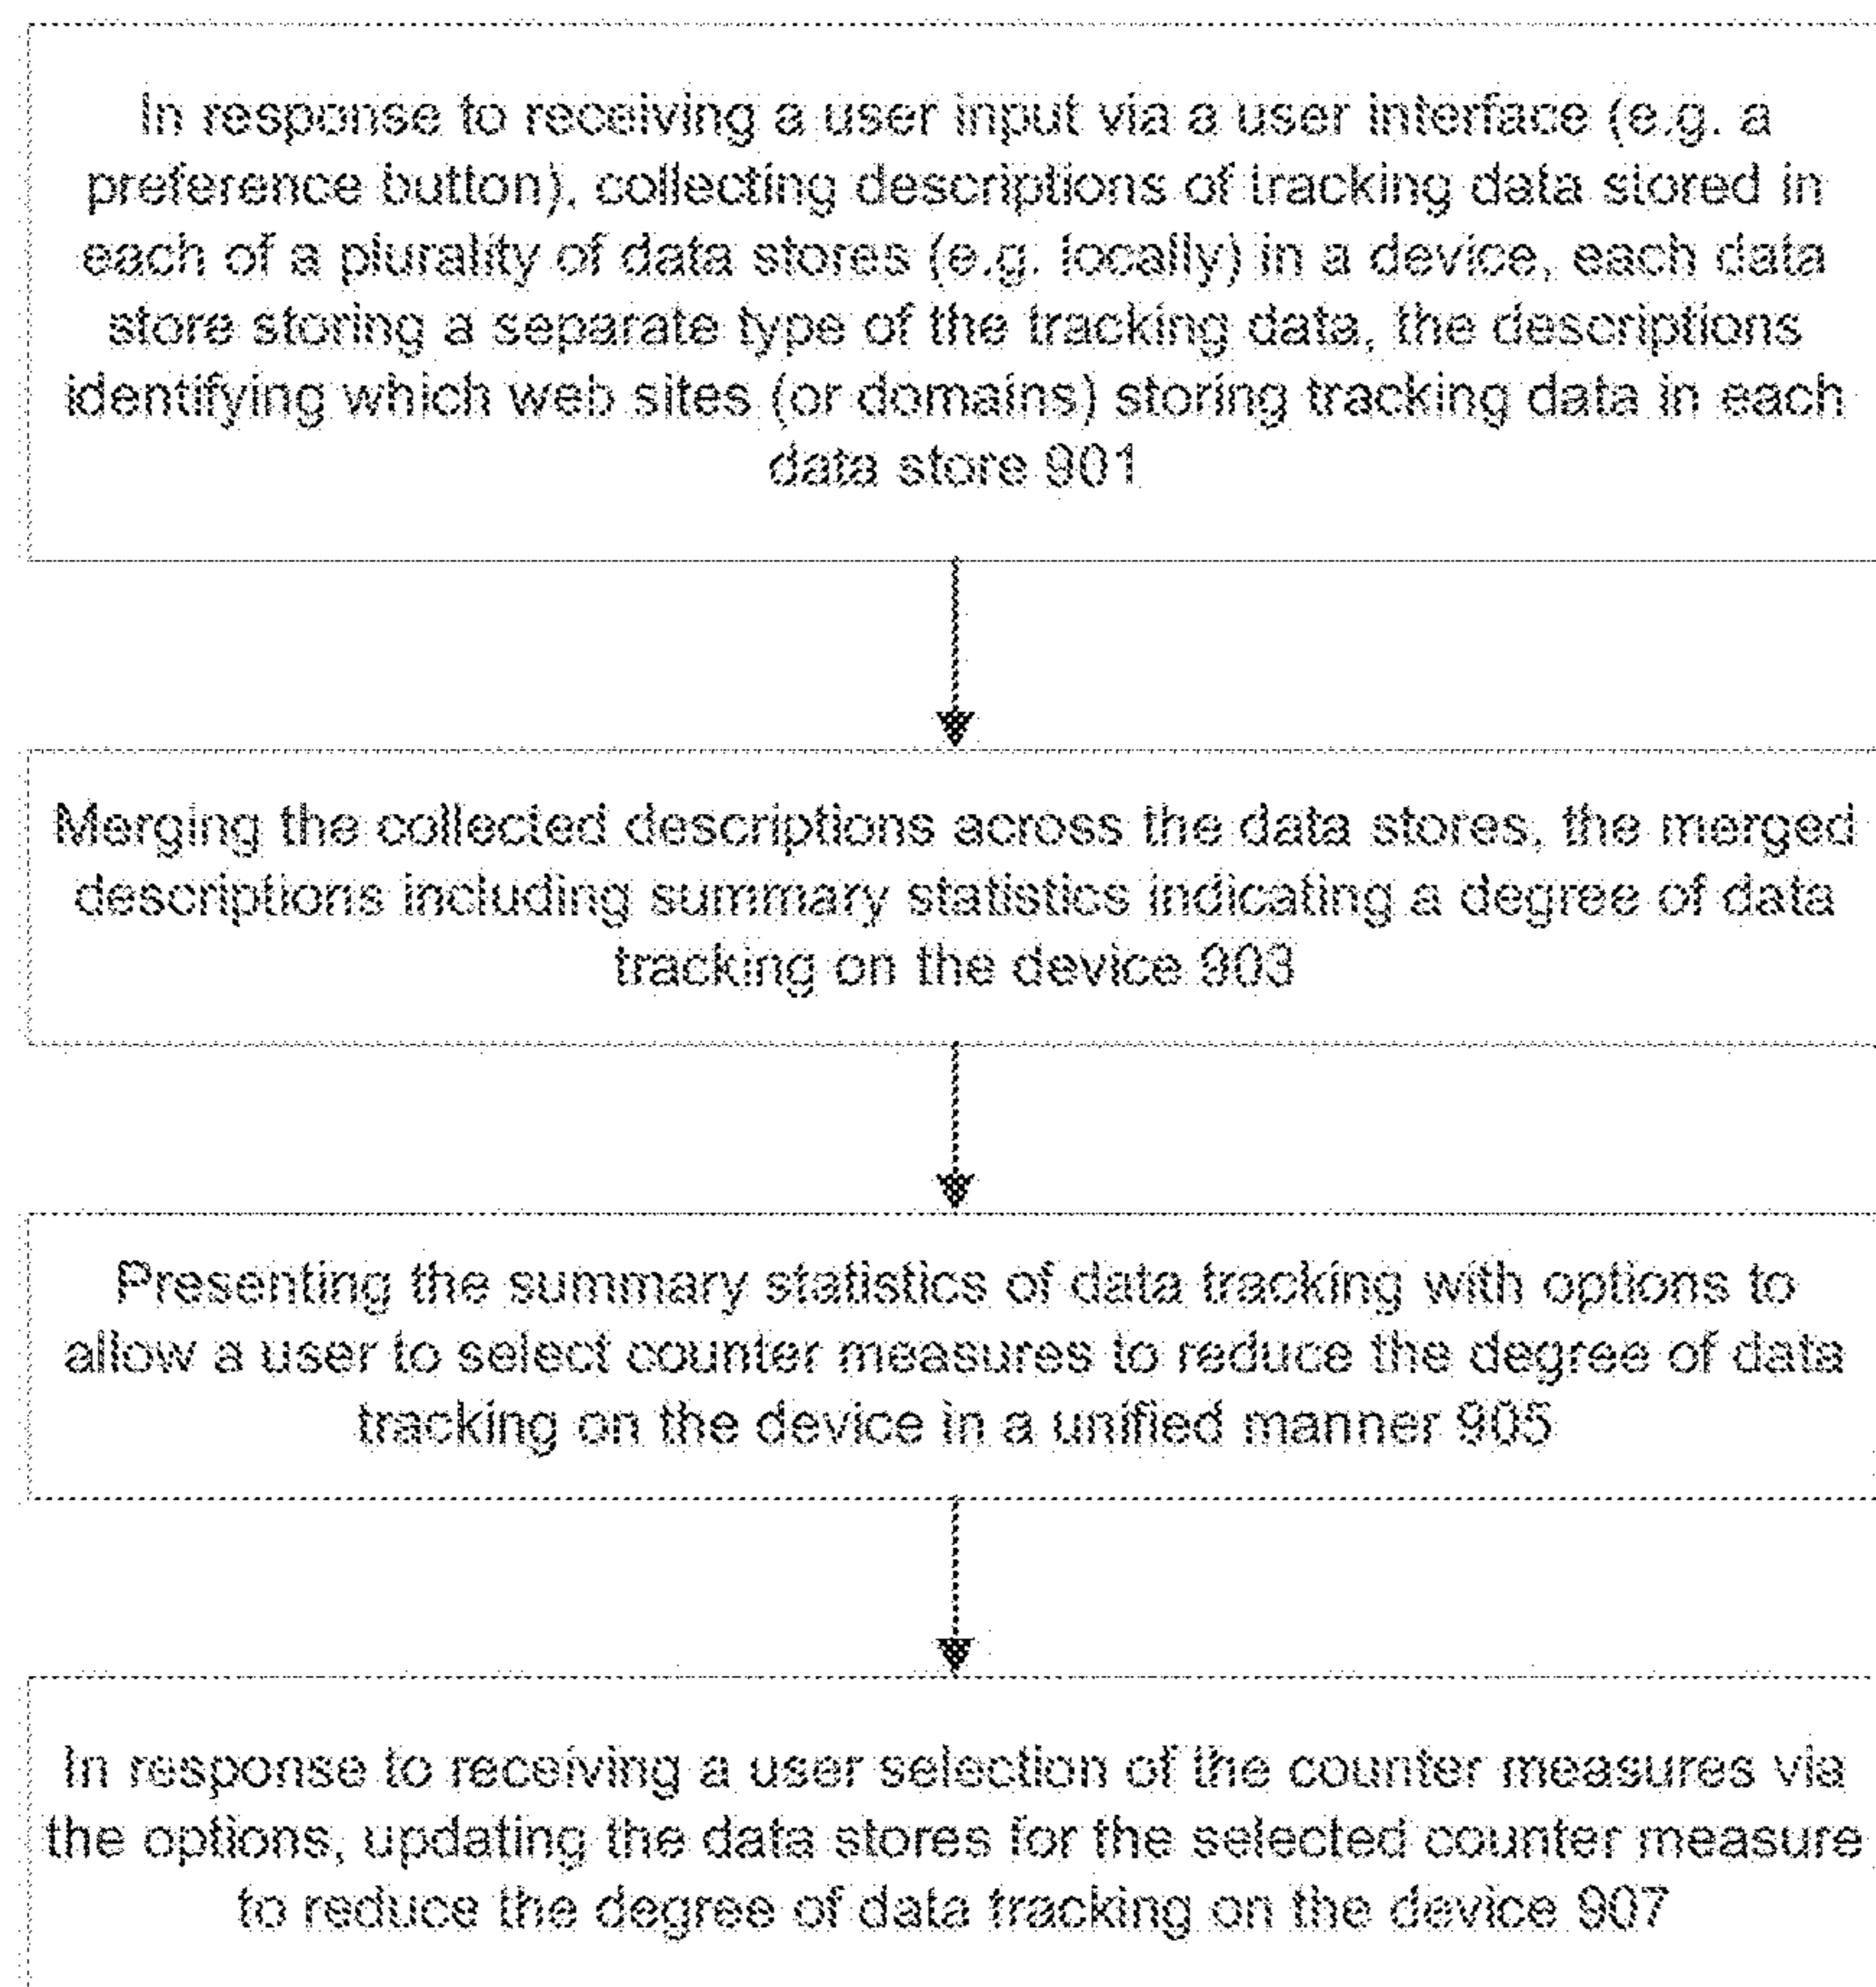 In response to receiving a user input via a user interface (e.g. a
preference button), collecting descriptions of tracking data stored in
each of a plurality of data stores (e.g. locally) in a device, each data
store storing a separate type of the tracking data, the descriptions
identifying which web sites (or domains) storing tracking data in each
data store 901
Merging the collected descriptions across the data stores, the merged
descriptions including summary statistics indicating a degree of data
tracking on the device 903
Presenting the summary statistics of data tracking with options to
allow a user to select counter measures to reduce the degree of data
tracking on the device in a unified manner 905
In response to receiving a user selection of the counter measures via
the options, updating the data stores for the selected counter measure
to reduce the degree of data tracking on the device 907